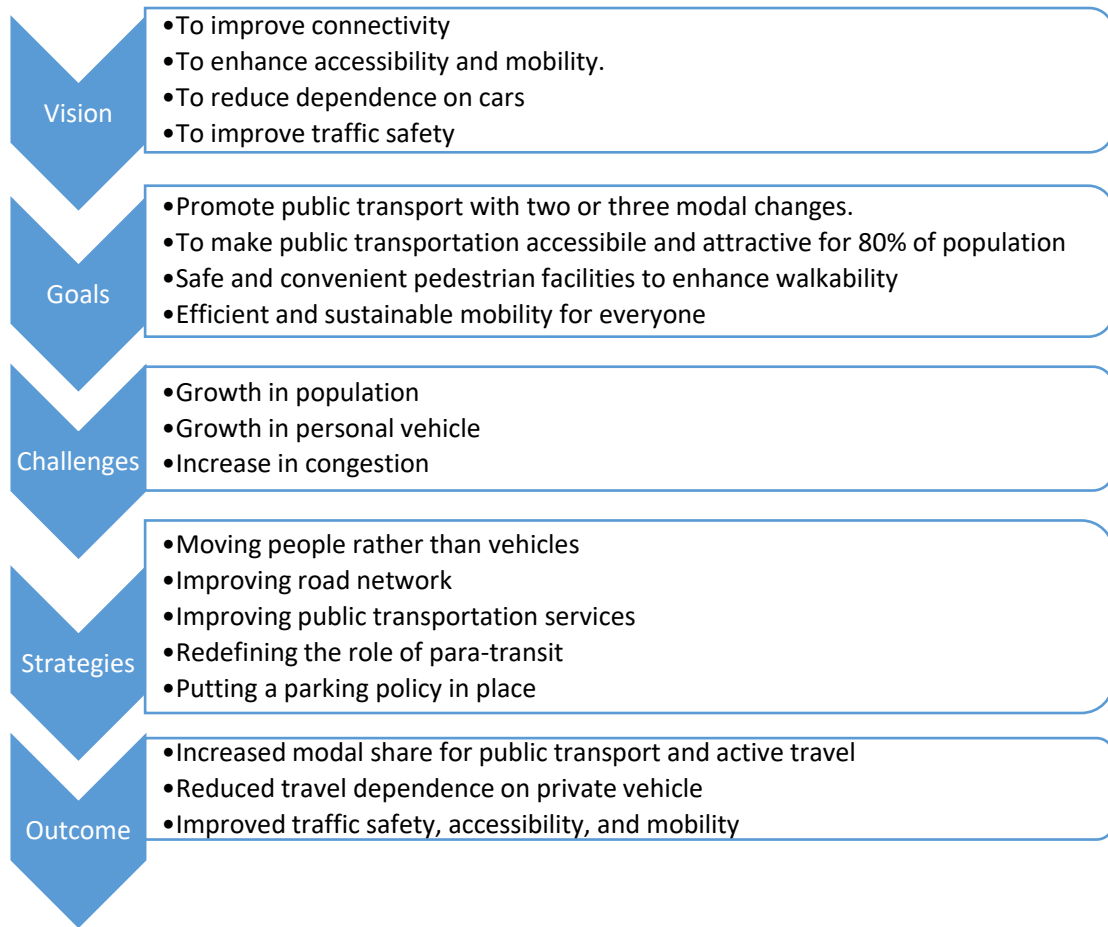 Vision
•To improve connectivity
•To enhance accessibility and mobility.
•To reduce dependence on cars
•To improve traffic safety
Goals
•Promote public transport with two or three modal changes.
•To make public transportation accessibile and attractive for 80% of population
•Safe and convenient pedestrian facilities to enhance walkability
•Efficient and sustainable mobility for everyone
Challenges
•Growth in population
•Growth in personal vehicle
•Increase in congestion
Strategies
•Moving people rather than vehicles
•Improving road network
•Improving public transportation services
•Redefining the role of para-transit
•Putting a parking policy in place
Outcome
•Increased modal share for public transport and active travel
•Reduced travel dependence on private vehicle
•Improved traffic safety, accessibility, and mobility